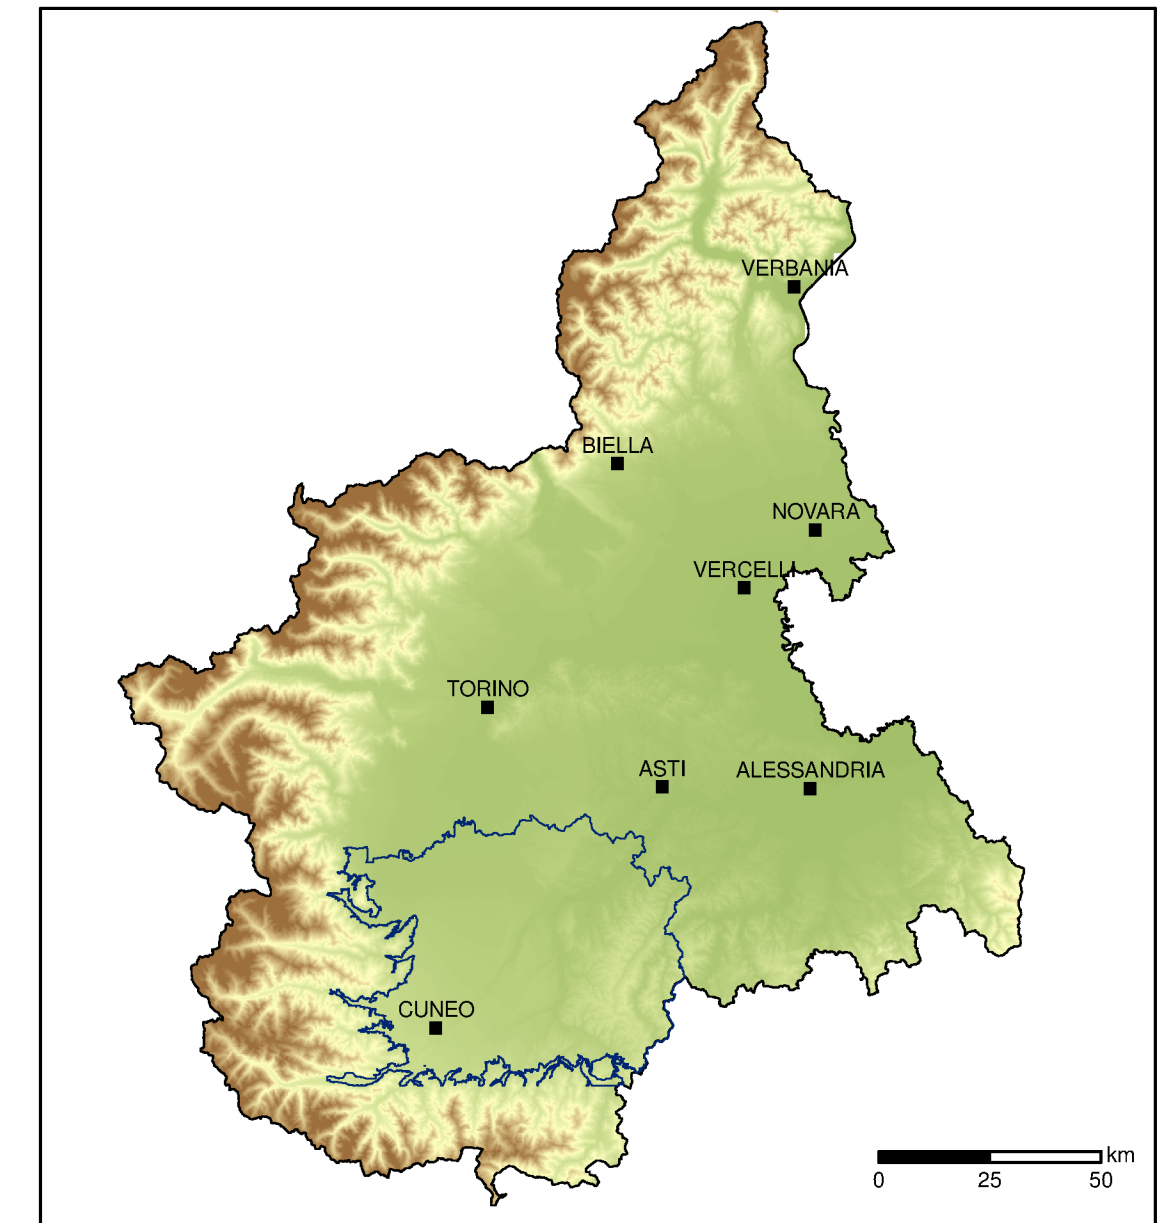 VERBANIA
BIELLA
NOVARA
VERCELLI
TORINO
ASTI
ALESSANDRIA
CUNEO
km
0 25 50